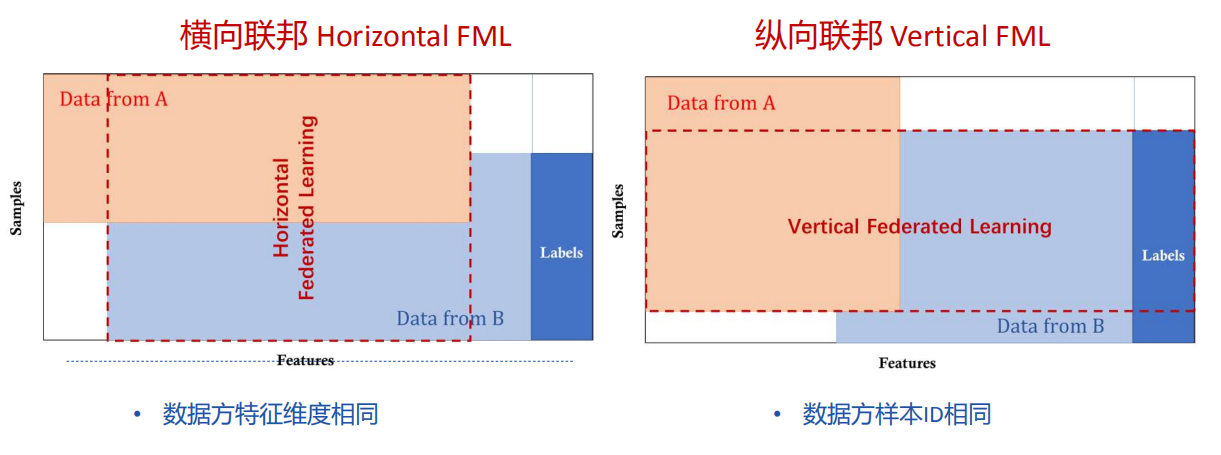 横向联邦 Horizontal FML
Data from A
Horizontal
Federated Learning
Samples
Labels
Data from B
Features
• 数据方特征维度相同
纵向联邦 Vertical FML
Data from A
Samples
Vertical Federated Learning
Labels
Data from B
Features
• 数据方样本ID相同